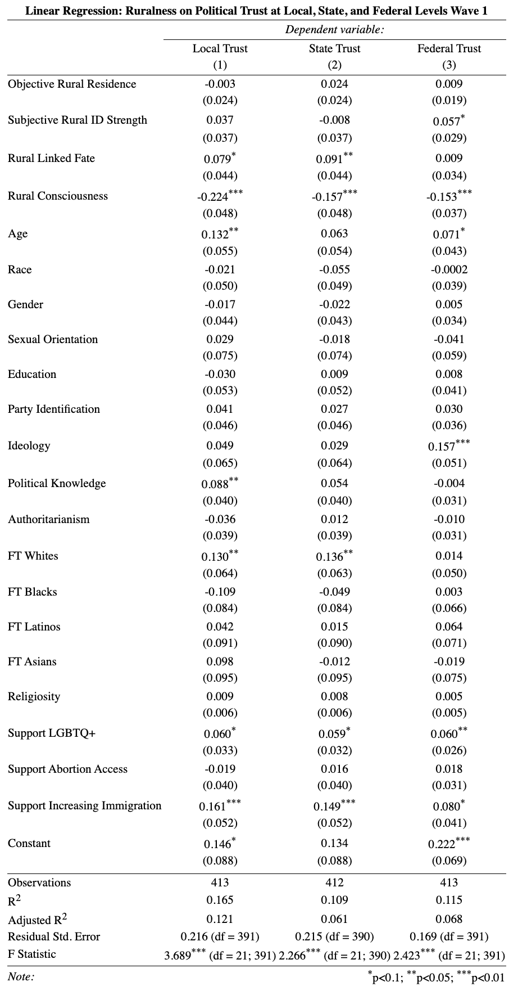 Linear Regression: Ruralness on Political Trust at Local, State, and Federal Levels Wave 1
Dependent variable:
Local Trust State Trust Federal Trust
(1) (2) (3)
Objective Rural Residence -0.003 0.024 0.009
(0.024) (0.024) (0.019)
Subjective Rural ID Strength 0.037 -0.008 0.057*
(0.037) (0.037) (0.029)
Rural Linked Fate 0.079* 0.091** 0.009
(0.044) (0.044) (0.034)
Rural Consciousness -0.224*** -0.157*** -0.153***
(0.048) (0.048) (0.037)
Age 0.132** 0.063 0.071*
(0.055) (0.054) (0.043)
Race -0.021 -0.055 -0.0002
(0.050) (0.049) (0.039)
Gender -0.017 -0.022 0.005
(0.044) (0.043) (0.034)
Sexual Orientation 0.029 -0.018 -0.041
(0.075) (0.074) (0.059)
Education -0.030 0.009 0.008
(0.053) (0.052) (0.041)
Party Identification 0.041 0.027 0.030
(0.046) (0.046) (0.036)
Ideology 0.049 0.029 0.157***
(0.065) (0.064) (0.051)
Political Knowledge 0.088** 0.054 -0.004
(0.040) (0.040) (0.031)
Authoritarianism -0.036 0.012 -0.010
(0.039) (0.039) (0.031)
FT Whites 0.130** 0.136** 0.014
(0.064) (0.063) (0.050)
FT Blacks -0.109 -0.049 0.003
(0.084) (0.084) (0.066)
FT Latinos 0.042 0.015 0.064
(0.091) (0.090) (0.071)
FT Asians 0.098 -0.012 -0.019
(0.095) (0.095) (0.075)
Religiosity 0.009 0.008 0.005
(0.006) (0.006) (0.005)
Support LGBTQ+ 0.060* 0.059* 0.060**
(0.033) (0.032) (0.026)
Support Abortion Access -0.019 0.016 0.018
(0.040) (0.040) (0.031)
Support Increasing Immigration 0.161*** 0.149*** 0.080*
(0.052) (0.052) (0.041)
Constant 0.146* 0.134 0.222***
(0.088) (0.088) (0.069)
Observations 413 412 413
R2 0.165 0.109 0.115
Adjusted R2 0.121 0.061 0.068
Residual Std. Error 0.216 (df = 391) 0.215 (df = 390) 0.169 (df = 391)
F Statistic 3.689*** (df = 21; 391) 2.266*** (df = 21; 390) 2.423*** (df = 21; 391)
Note: *p<0.1; **p<0.05; ***p<0.01